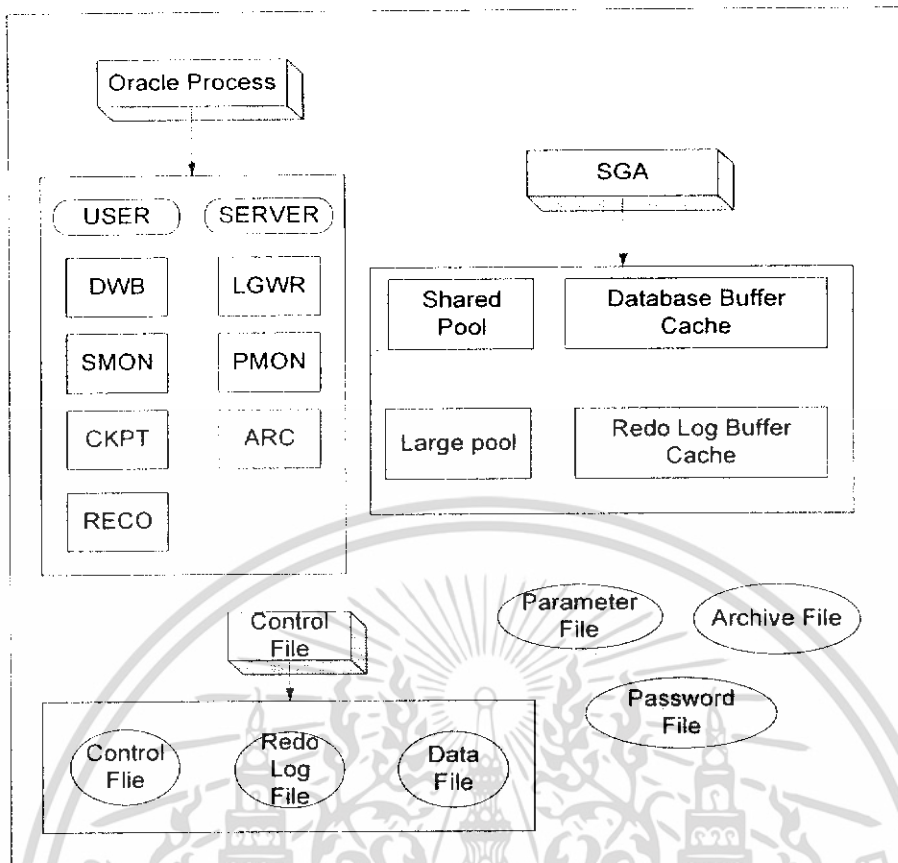 Oracle Process
USER
SERVER
DWB
LGWR
SMON
PMON
CKPT
ARC
RECO
SGA
Shared
Pool
Database Buffer
Cache
Large pool
Redo Log Buffer
Cache
Control
File
Control
Flie
Redo
Log
File
Data
File
Parameter
File
Archive File
Password
File